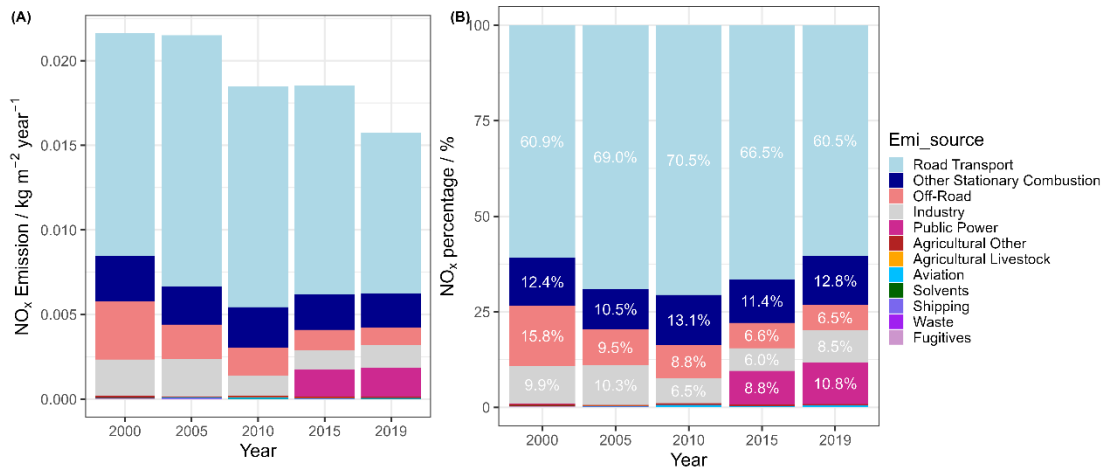 (A)
0.020
0.015
0.010
0.005
0.000
NOₓ Emission / kg m⁻² year⁻¹
2000 2005 2010 2015 2019
Year
(B)
100
75
50
25
0
NOₓ percentage / %
60.9% 69.0% 70.5% 66.5% 60.5%
12.4% 10.5% 13.1% 11.4% 12.8%
15.8% 9.5% 8.8% 6.6% 6.5%
9.9% 10.3% 6.5% 6.0% 8.5%
8.8% 10.8%
2000 2005 2010 2015 2019
Year
Emi_source
Road Transport
Other Stationary Combustion
Off-Road
Industry
Public Power
Agricultural Other
Agricultural Livestock
Aviation
Solvents
Shipping
Waste
Fugitives